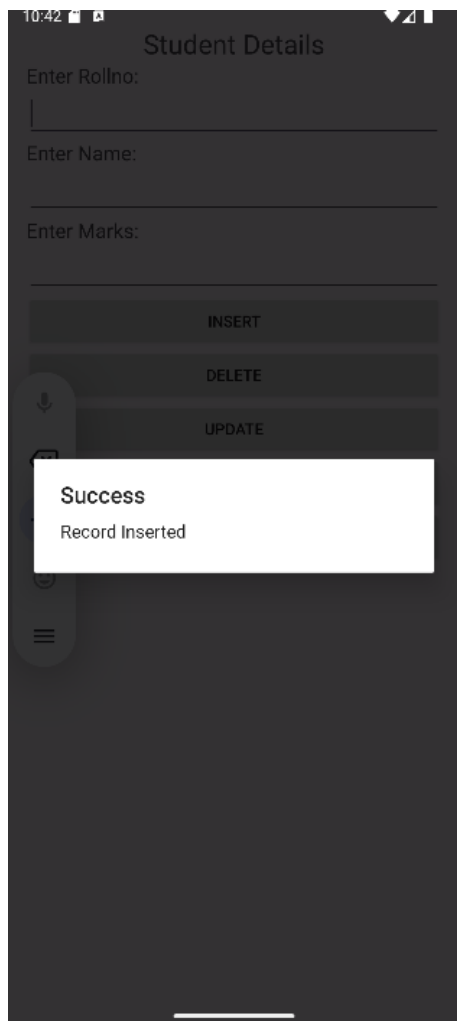 10:42
Student Details
Enter Rollno:
Enter Name:
Enter Marks:
INSERT
DELETE
UPDATE
Success
Record Inserted